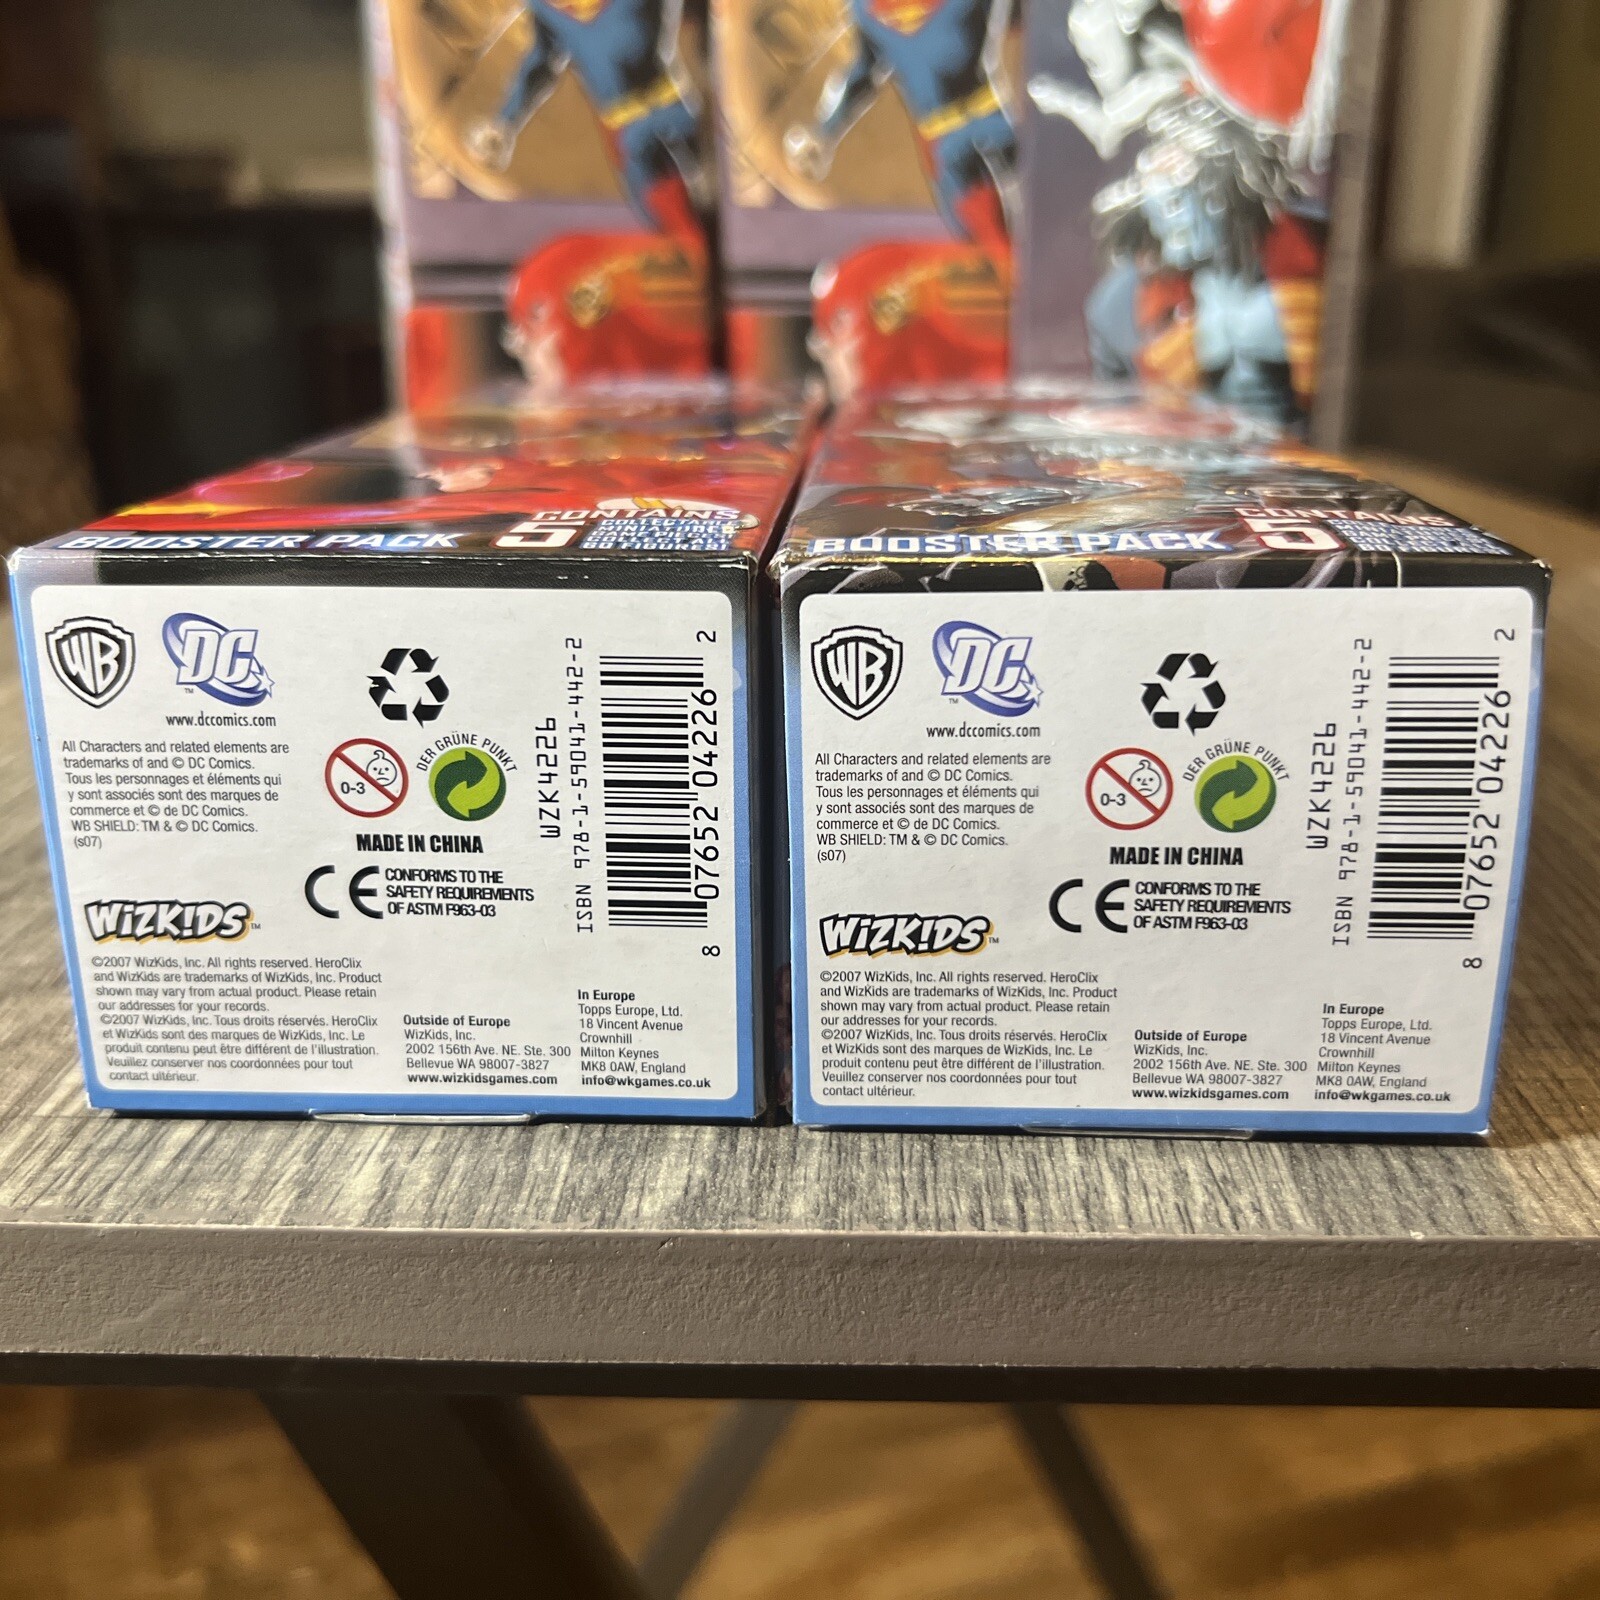 BOOSTER PACK
CONTAINS
5
COLLECTABLE
MINIATURES
WB
DC
TM
www.dccomics.com
All Characters and related elements are
trademarks of and © DC Comics.
Tous les personnages et éléments qui
y sont associés sont des marques de
commerce et © de DC Comics.
WB SHIELD: TM & © DC Comics.
(s07)
0-3
DER GRÜNE PUNKT
MADE IN CHINA
CE
CONFORMS TO THE
SAFETY REQUIREMENTS
OF ASTM F963-03
WZK4226
ISBN 978-1-59041-442-2
8 07652 04226 2
WIZK!DS TM
©2007 WizKids, Inc. All rights reserved. HeroClix
and WizKids are trademarks of WizKids, Inc. Product
shown may vary from actual product. Please retain
our addresses for your records.
©2007 WizKids, Inc. Tous droits réservés. HeroClix
et WizKids sont des marques de WizKids, Inc. Le
produit contenu peut être différent de l'illustration.
Veuillez conserver nos coordonnées pour tout
contact ultérieur.
Outside of Europe
WizKids, Inc.
2002 156th Ave. NE. Ste. 300
Bellevue WA 98007-3827
www.wizkidsgames.com
In Europe
Topps Europe, Ltd.
18 Vincent Avenue
Crownhill
Milton Keynes
MK8 0AW, England
info@wkgames.co.uk
BOOSTER PACK
CONTAINS
5
WB
DC
TM
www.dccomics.com
All Characters and related elements are
trademarks of and © DC Comics.
Tous les personnages et éléments qui
y sont associés sont des marques de
commerce et © de DC Comics.
WB SHIELD: TM & © DC Comics.
(s07)
0-3
DER GRÜNE PUNKT
MADE IN CHINA
CE
CONFORMS TO THE
SAFETY REQUIREMENTS
OF ASTM F963-03
WZK4226
ISBN 978-1-59041-442-2
8 07652 04226 2
WIZK!DS TM
©2007 WizKids, Inc. All rights reserved. HeroClix
and WizKids are trademarks of WizKids, Inc. Product
shown may vary from actual product. Please retain
our addresses for your records.
©2007 WizKids, Inc. Tous droits réservés. HeroClix
et WizKids sont des marques de WizKids, Inc. Le
produit contenu peut être différent de l'illustration.
Veuillez conserver nos coordonnées pour tout
contact ultérieur.
Outside of Europe
WizKids, Inc.
2002 156th Ave. NE. Ste. 300
Bellevue WA 98007-3827
www.wizkidsgames.com
In Europe
Topps Europe, Ltd.
18 Vincent Avenue
Crownhill
Milton Keynes
MK8 0AW, England
info@wkgames.co.uk